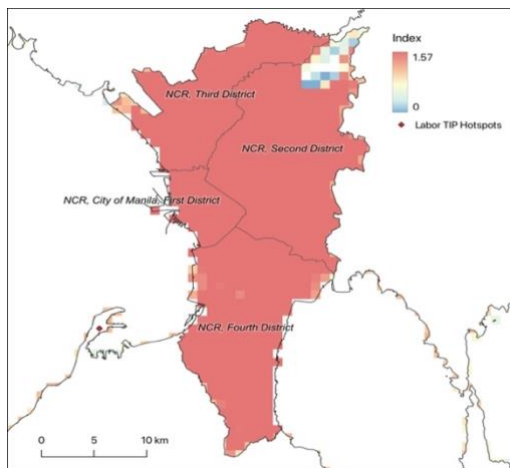 Index
1.57
0
Labor TIP Hotspots
NCR, Third District
NCR, Second District
NCR, City of Manila, First District
NCR, Fourth District
0 5 10 km